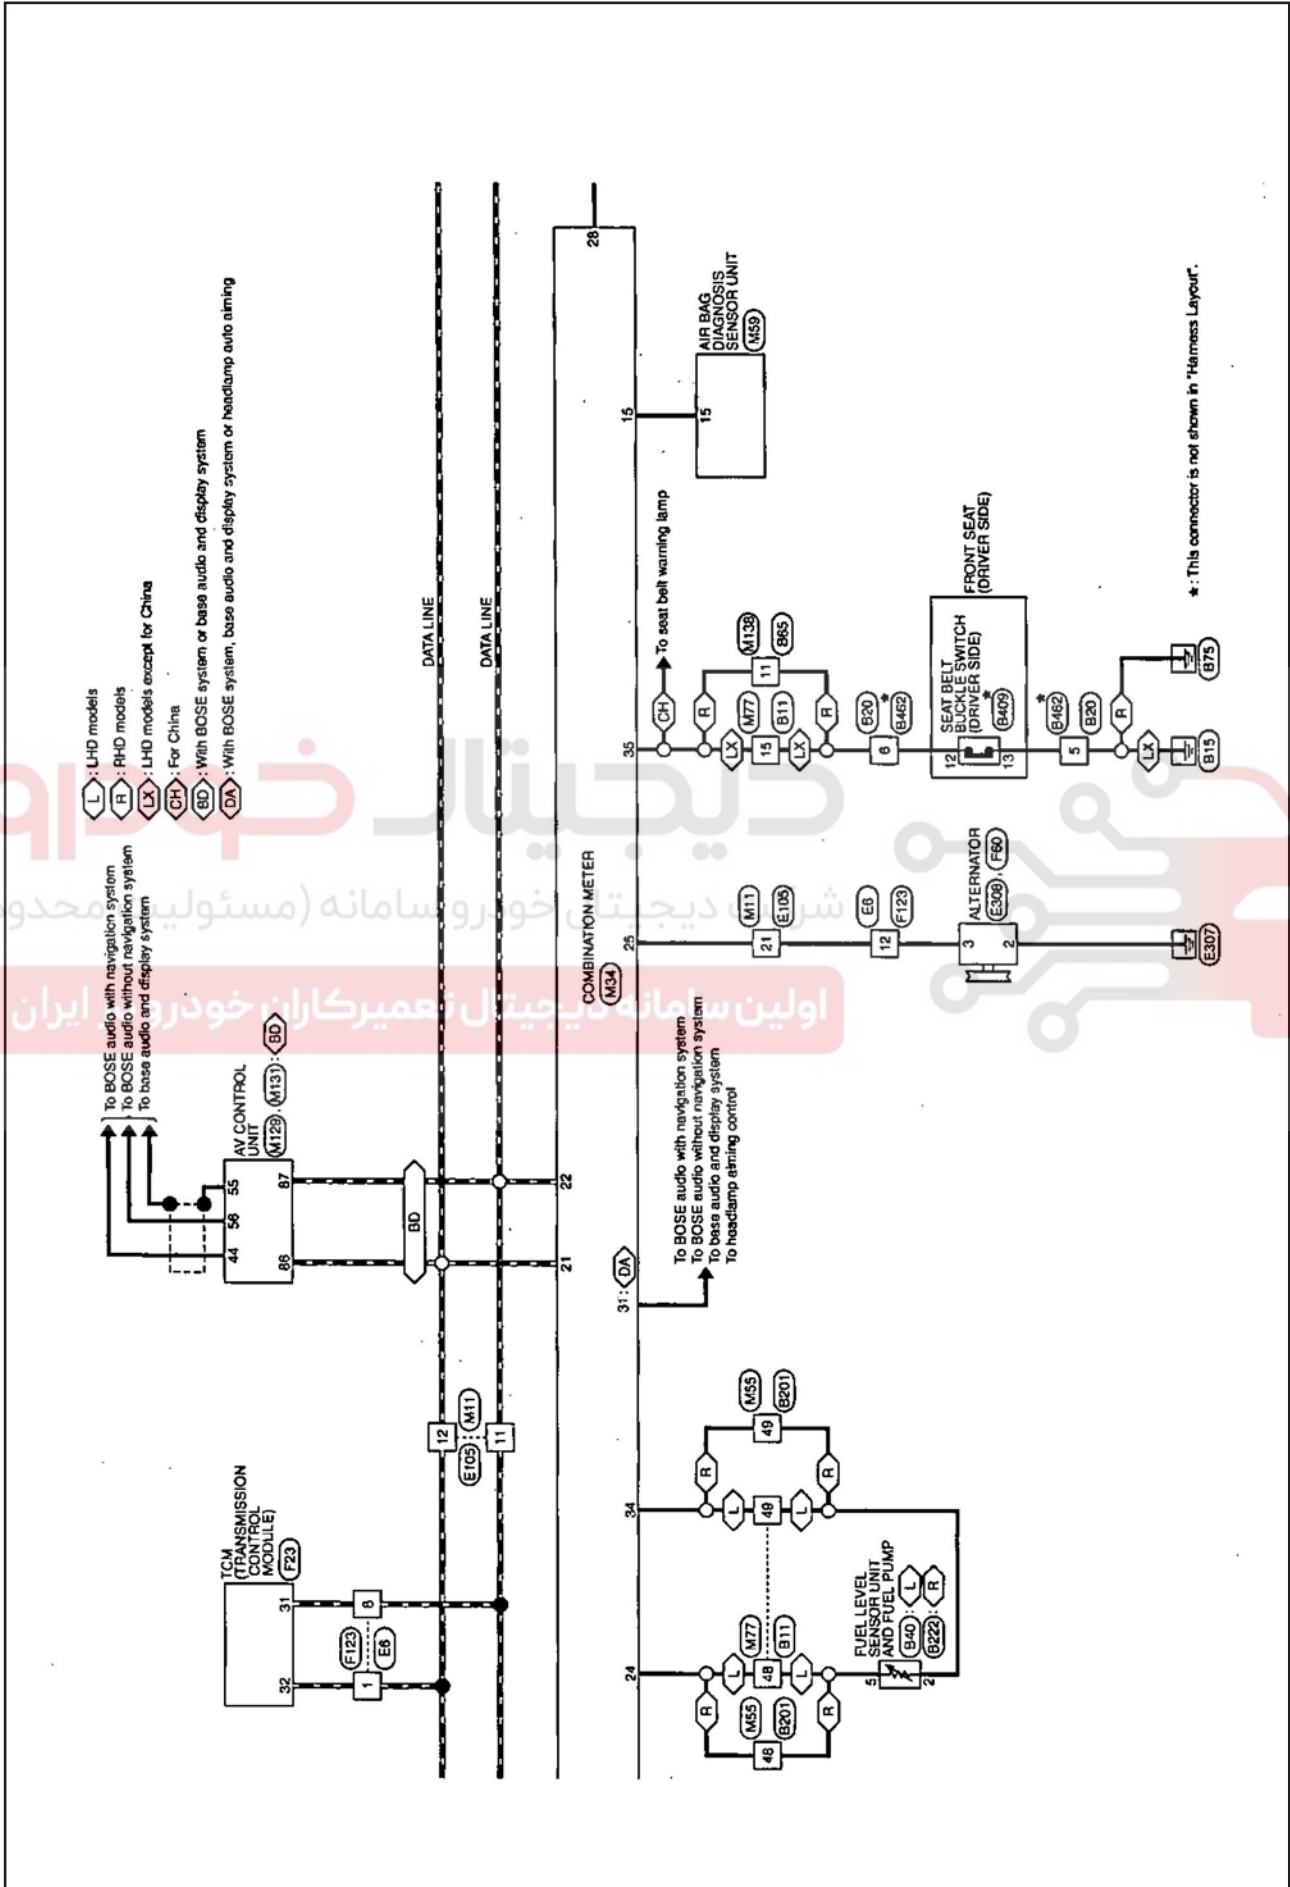 L : LHD models
R : RHD models
LX : LHD models except for China
CH : For China
BD : With BOSE system or base audio and display system
DA : With BOSE system, base audio and display system or headlamp auto aiming
To BOSE audio with navigation system
To BOSE audio without navigation system
To base audio and display system
TCM
(TRANSMISSION
CONTROL
MODULE)
F23
32
31
F123
1
8
E6
AV CONTROL
UNIT
M129, M131 : BD
44
56
55
86
87
BD
DATA LINE
DATA LINE
12
11
E105
M11
21
22
28
COMBINATION METER
M34
24
34
31 : DA
25
35
15
To BOSE audio with navigation system
To BOSE audio without navigation system
To base audio and display system
To headlamp aiming control
R
L
M55
48
B201
M77
48
B11
R
L
R
L
49
L
R
M55
49
B201
R
FUEL LEVEL
SENSOR UNIT
AND FUEL PUMP
B40 : L
B222 : R
5
2
M11
21
E105
E6
12
F123
ALTERNATOR
E308, F60
3
2
E307
CH
To seat belt warning lamp
R
LX
M77
15
B11
LX
M138
11
B65
R
B20
6
B462 *
FRONT SEAT
(DRIVER SIDE)
SEAT BELT
BUCKLE SWITCH
(DRIVER SIDE)
*
B409
12
13
*
B462
5
B20
R
LX
B15
B75
AIR BAG
DIAGNOSIS
SENSOR UNIT
M59
15
* : This connector is not shown in "Harness Layout".
دیجیتال خودرو
شرکت دیجیتال خودرو سامانه (مسئولیت محدود
اولین سامانه دیجیتال تعمیرکاران خودرو در ایران